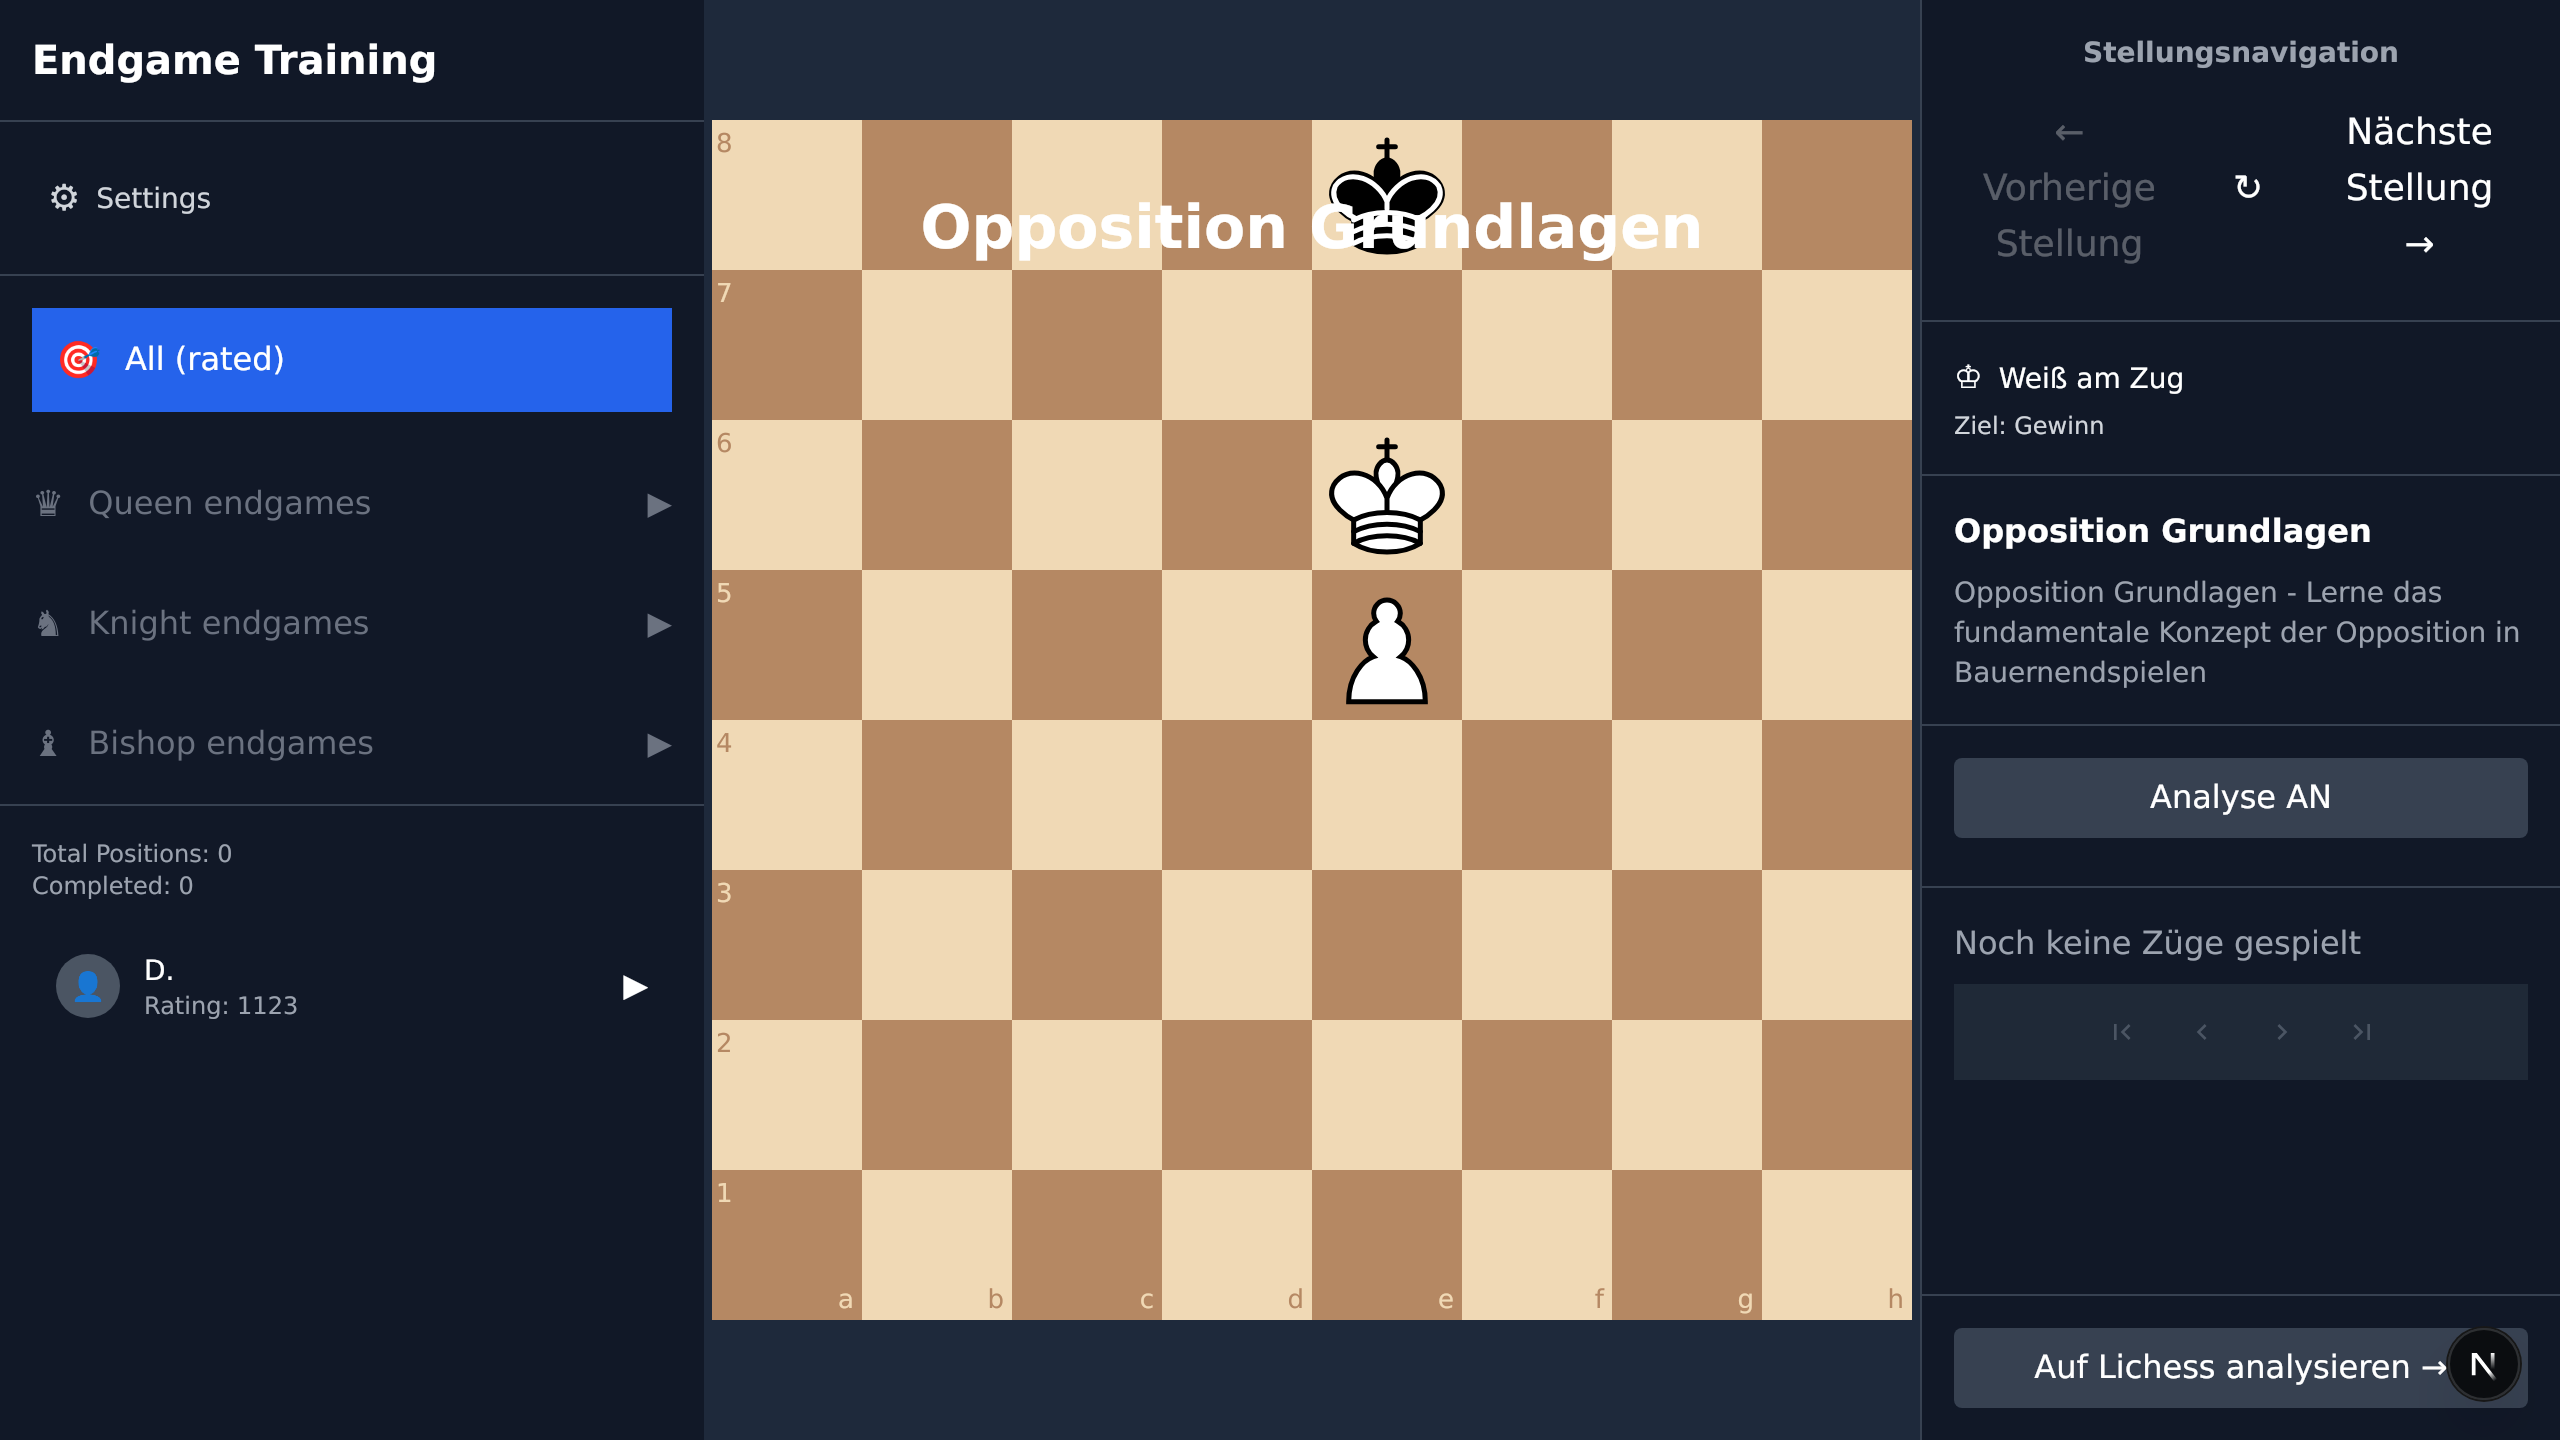 Endgame Training
⚙ Settings
🎯 All (rated)
♛ Queen endgames ▶
♞ Knight endgames ▶
♝ Bishop endgames ▶
Total Positions: 0
Completed: 0
D.
Rating: 1123
▶
Opposition Grundlagen
8
7
6
5
4
3
2
1
a b c d e f g h
Stellungsnavigation
←
Vorherige
Stellung
↻
Nächste
Stellung
→
♔ Weiß am Zug
Ziel: Gewinn
Opposition Grundlagen
Opposition Grundlagen - Lerne das
fundamentale Konzept der Opposition in
Bauernendspielen
Analyse AN
Noch keine Züge gespielt
Auf Lichess analysieren →
N